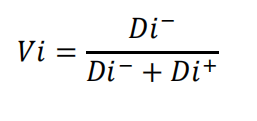 Vi = Di⁻ / (Di⁻ + Di⁺)